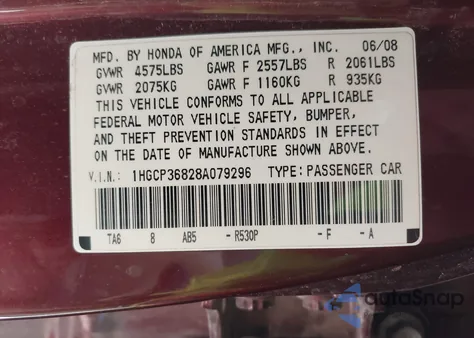 MFD. BY HONDA OF AMERICA MFG., INC. 06/08
GVWR 4575LBS GAWR F 2557LBS R 2061LBS
GVWR 2075KG GAWR F 1160KG R 935KG
THIS VEHICLE CONFORMS TO ALL APPLICABLE
FEDERAL MOTOR VEHICLE SAFETY, BUMPER,
AND THEFT PREVENTION STANDARDS IN EFFECT
ON THE DATE OF MANUFACTURE SHOWN ABOVE.
V.I.N.: 1HGCP36828A079296 TYPE: PASSENGER CAR
TA6 8 AB5 - R530P - F - A
autoSnap